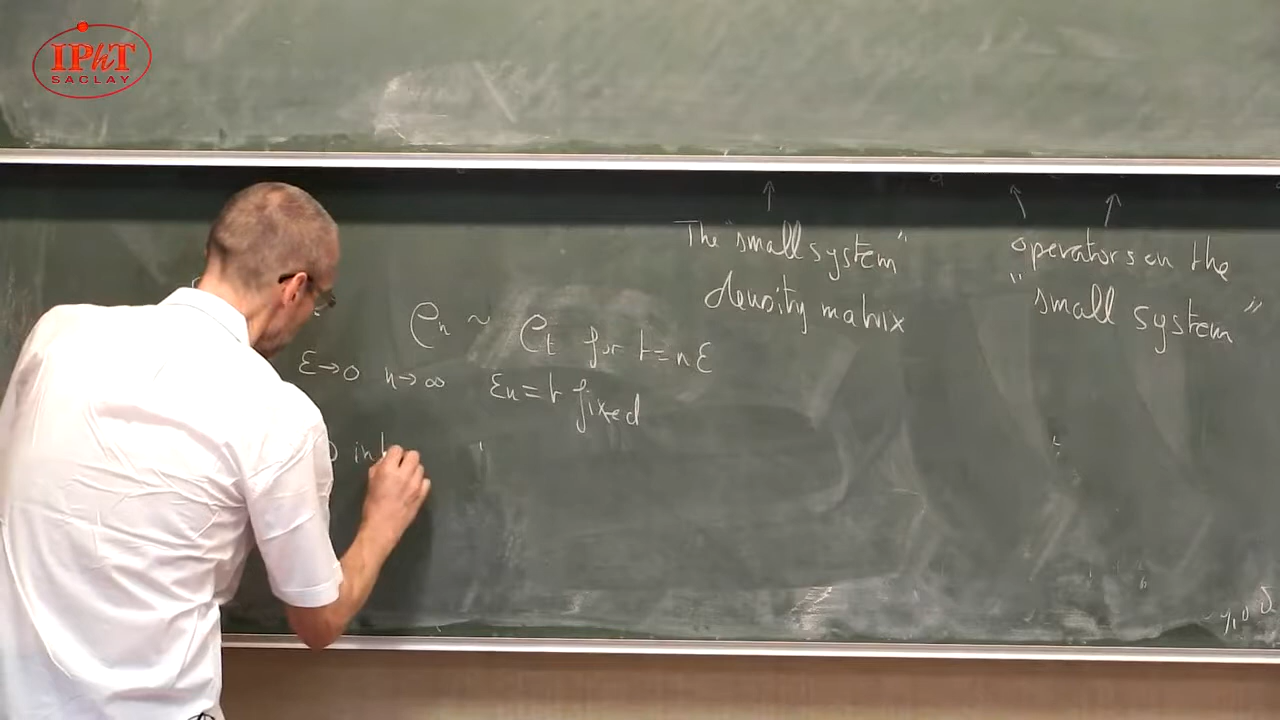 IPhT
SACLAY
The "small system"
density matrix
operators on the
"small system"
ρn ~ ρt for t=nε
ε→0 n→∞ εn=t fixed